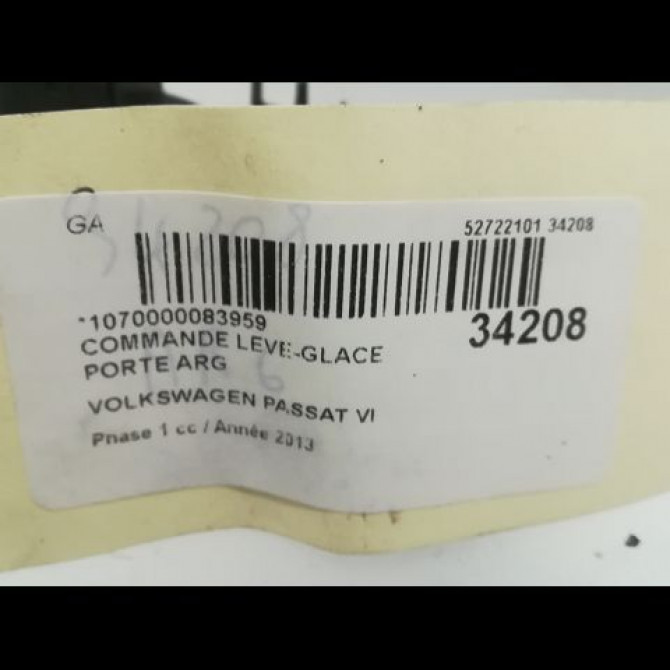 GA
52722101 34208
*1070000083959
34208
COMMANDE LEVE-GLACE
PORTE ARG
VOLKSWAGEN PASSAT VI
Phase 1 cc / Année 2013